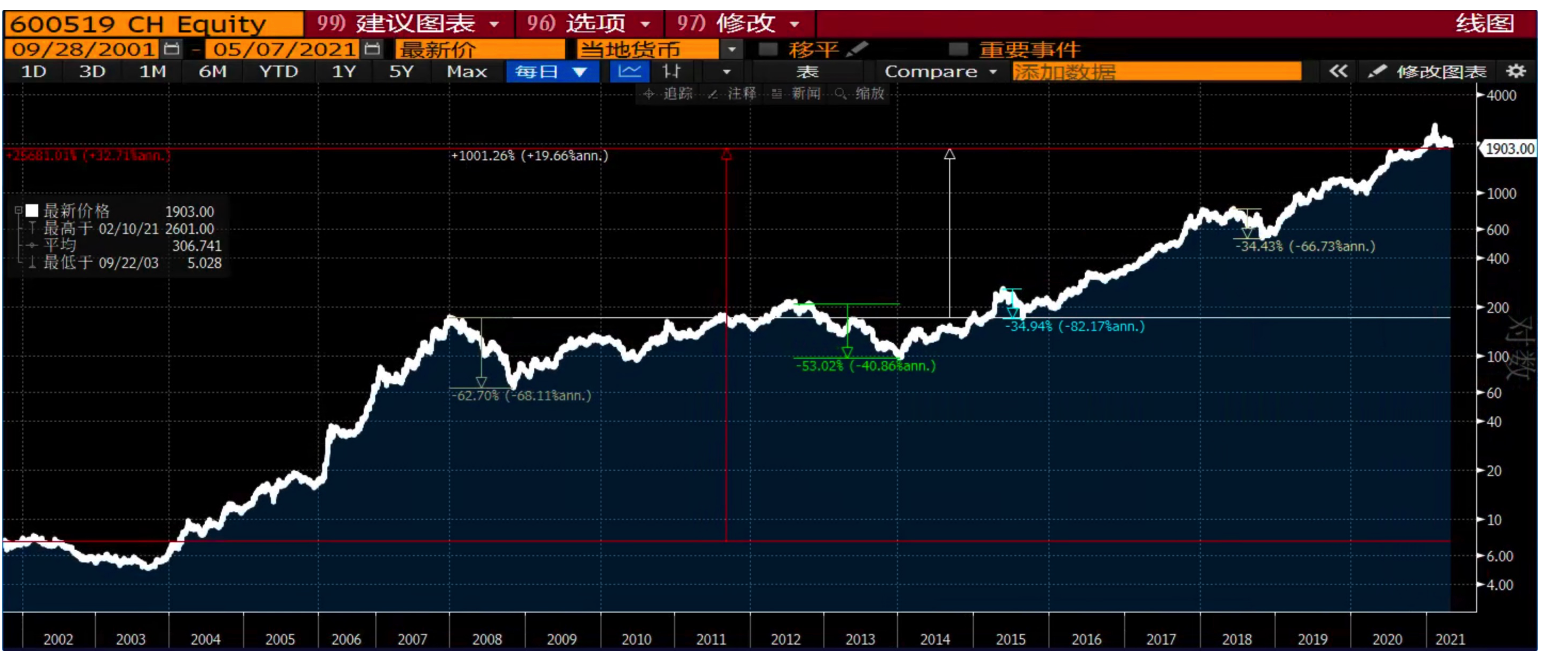 600519 CH Equity 99) 建议图表 96) 选项 97) 修改 线图
09/28/2001 - 05/07/2021 最新价 当地货币 移平 重要事件
1D 3D 1M 6M YTD 1Y 5Y Max 每日 表 Compare 添加数据 修改图表
追踪 注释 新闻 缩放
4000
+25681.01% (+32.71%ann.) +1001.26% (+19.66%ann.) 1903.00
最新价格 1903.00
最高于 02/10/21 2601.00
平均 306.741
最低于 09/22/03 5.028
1000
600
-34.43% (-66.73%ann.)
400
200
-34.94% (-82.17%ann.)
对数
100
-53.02% (-40.86%ann.)
-62.70% (-68.11%ann.)
60
40
20
10
6.00
4.00
2002 2003 2004 2005 2006 2007 2008 2009 2010 2011 2012 2013 2014 2015 2016 2017 2018 2019 2020 2021